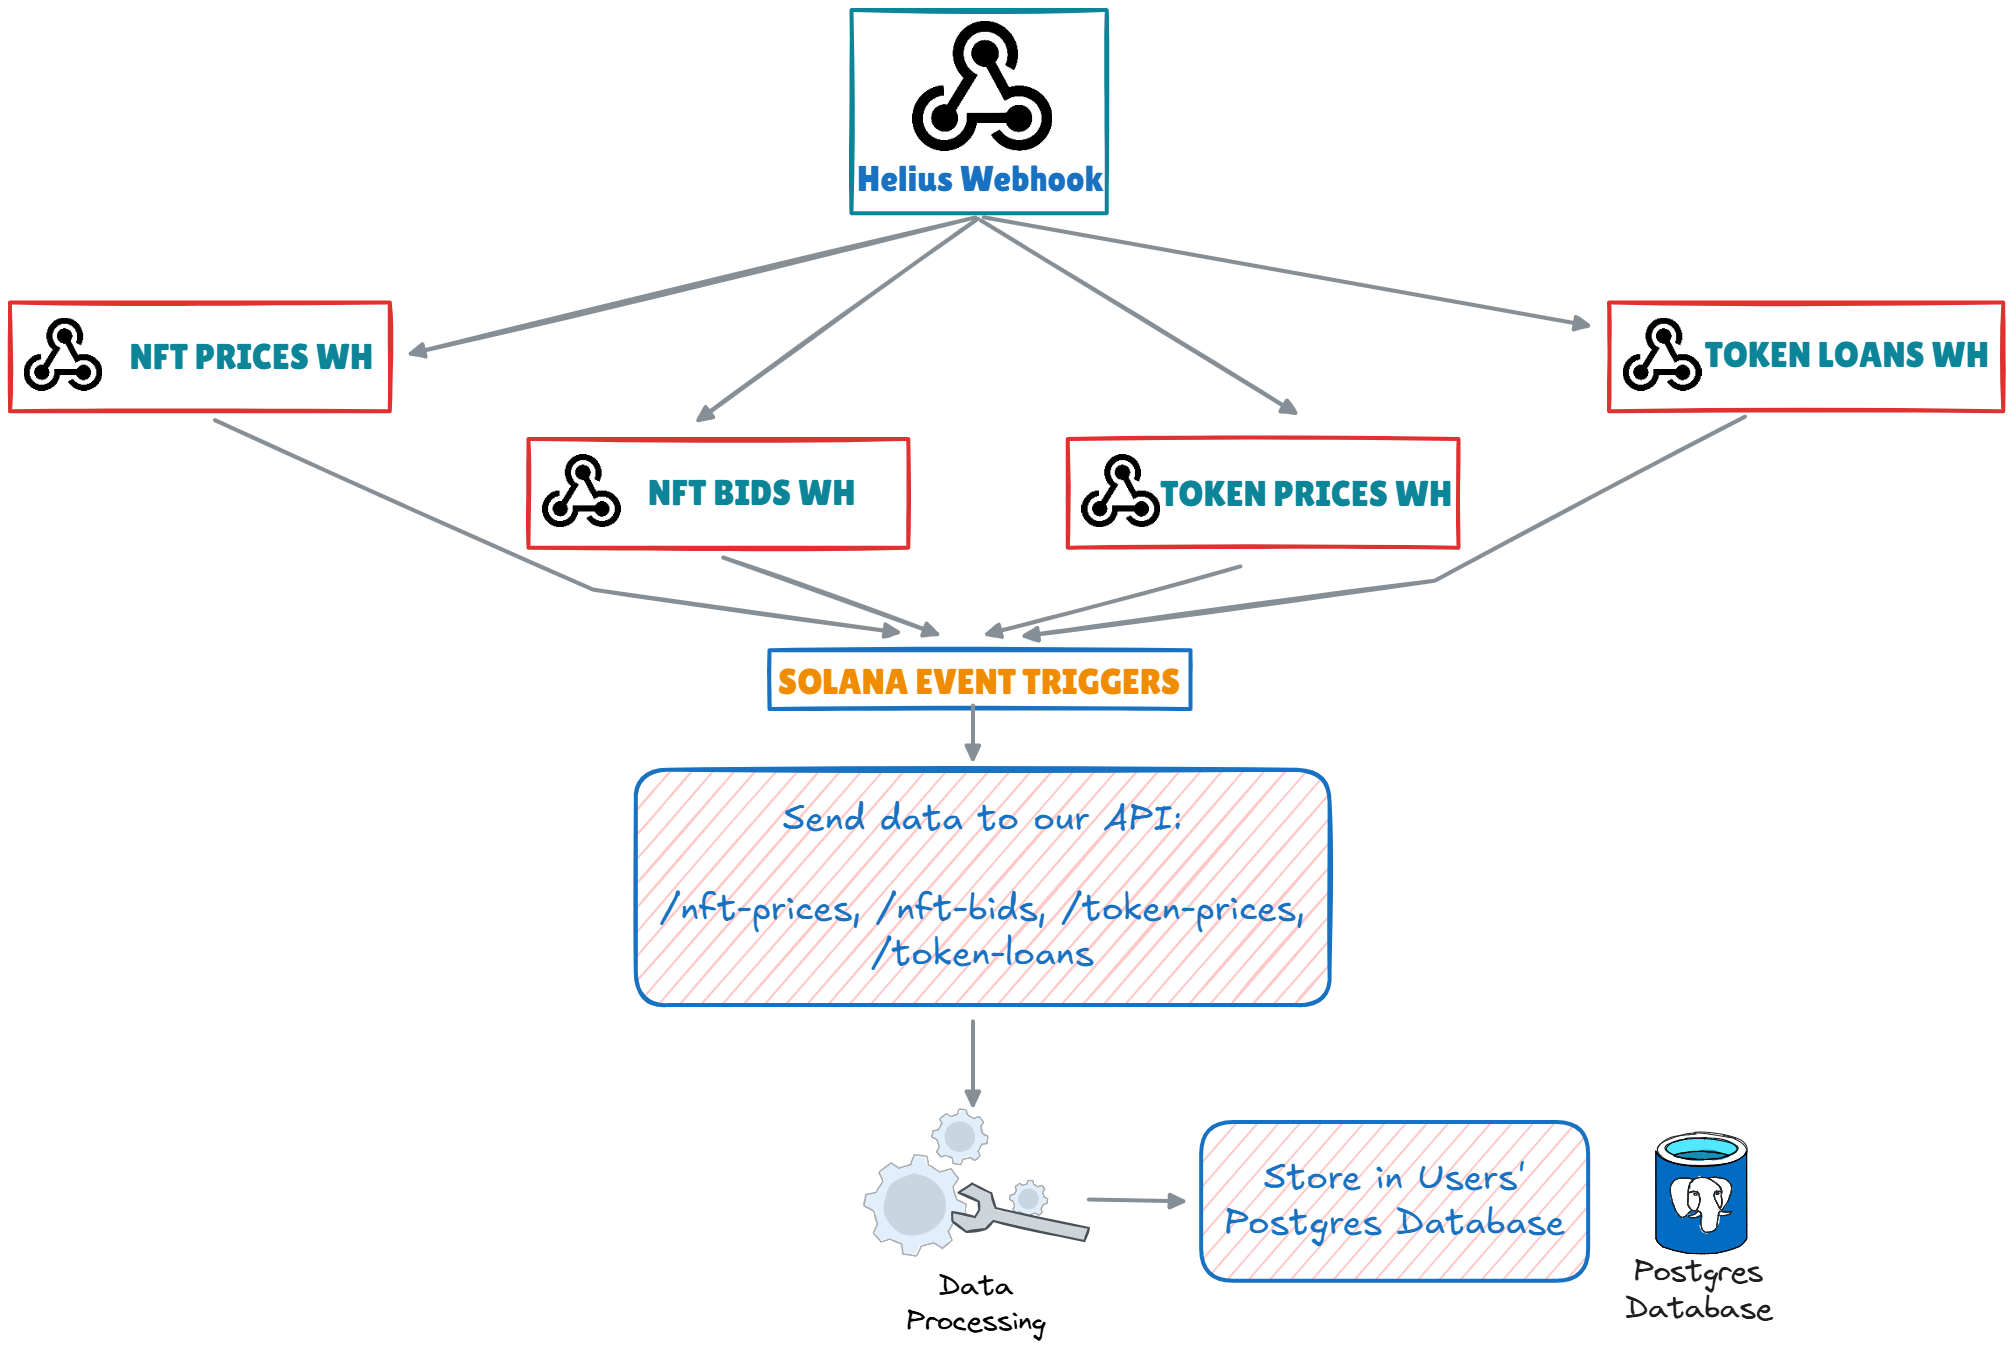 Helius Webhook
NFT PRICES WH
TOKEN LOANS WH
NFT BIDS WH
TOKEN PRICES WH
SOLANA EVENT TRIGGERS
Send data to our API:
/nft-prices, /nft-bids, /token-prices,
/token-loans
Store in Users'
Postgres Database
Data
Processing
Postgres
Database